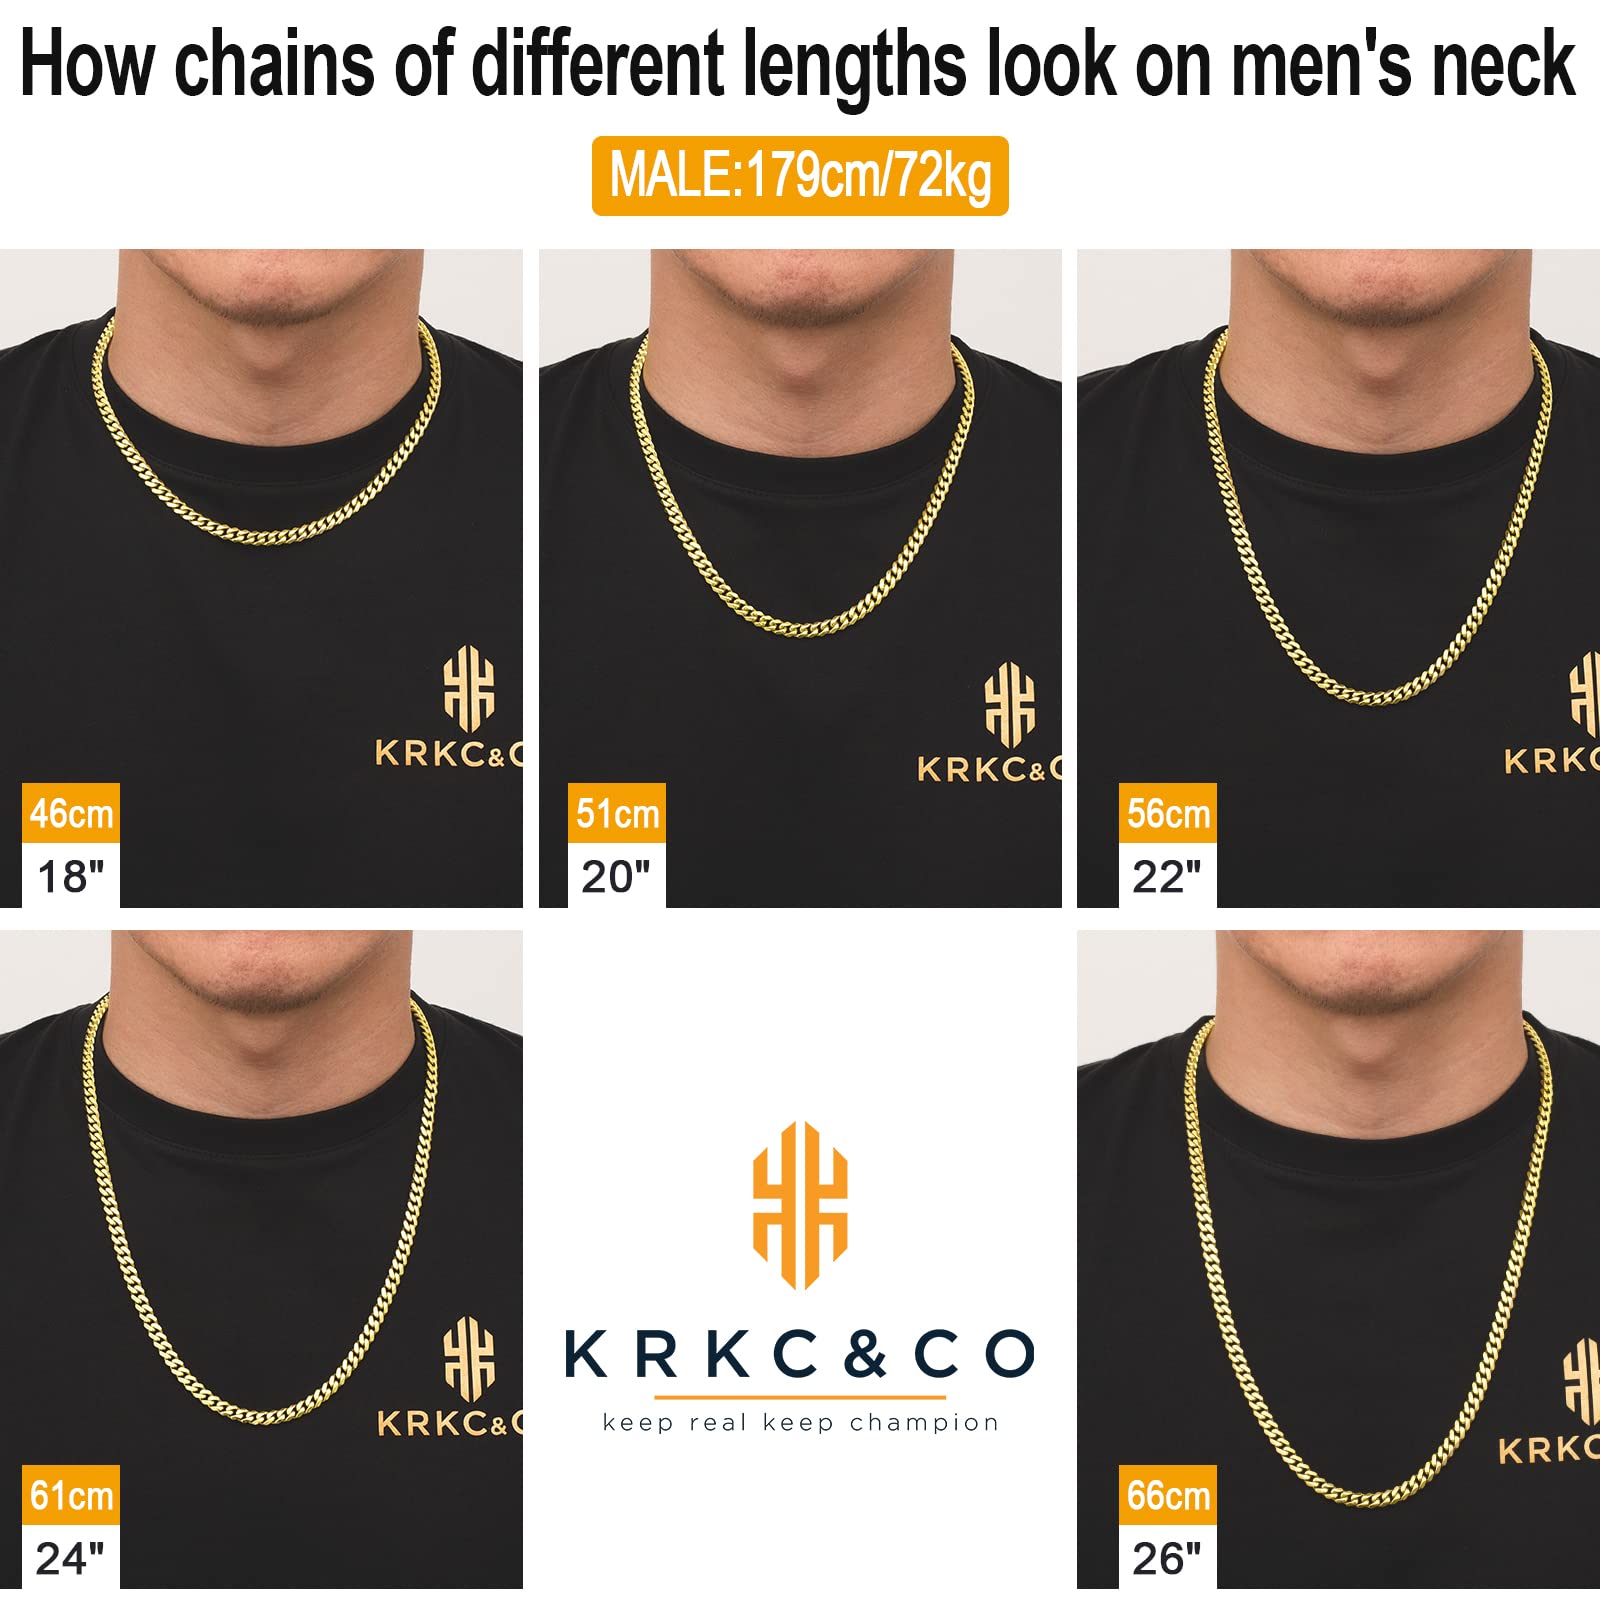 How chains of different lengths look on men's neck
MALE:179cm/72kg
KRKC&C
46cm
18"
KRKC&C
51cm
20"
KRKC
56cm
22"
KRKC&C
61cm
24"
KRKC&CO
keep real keep champion
KRKC
66cm
26"